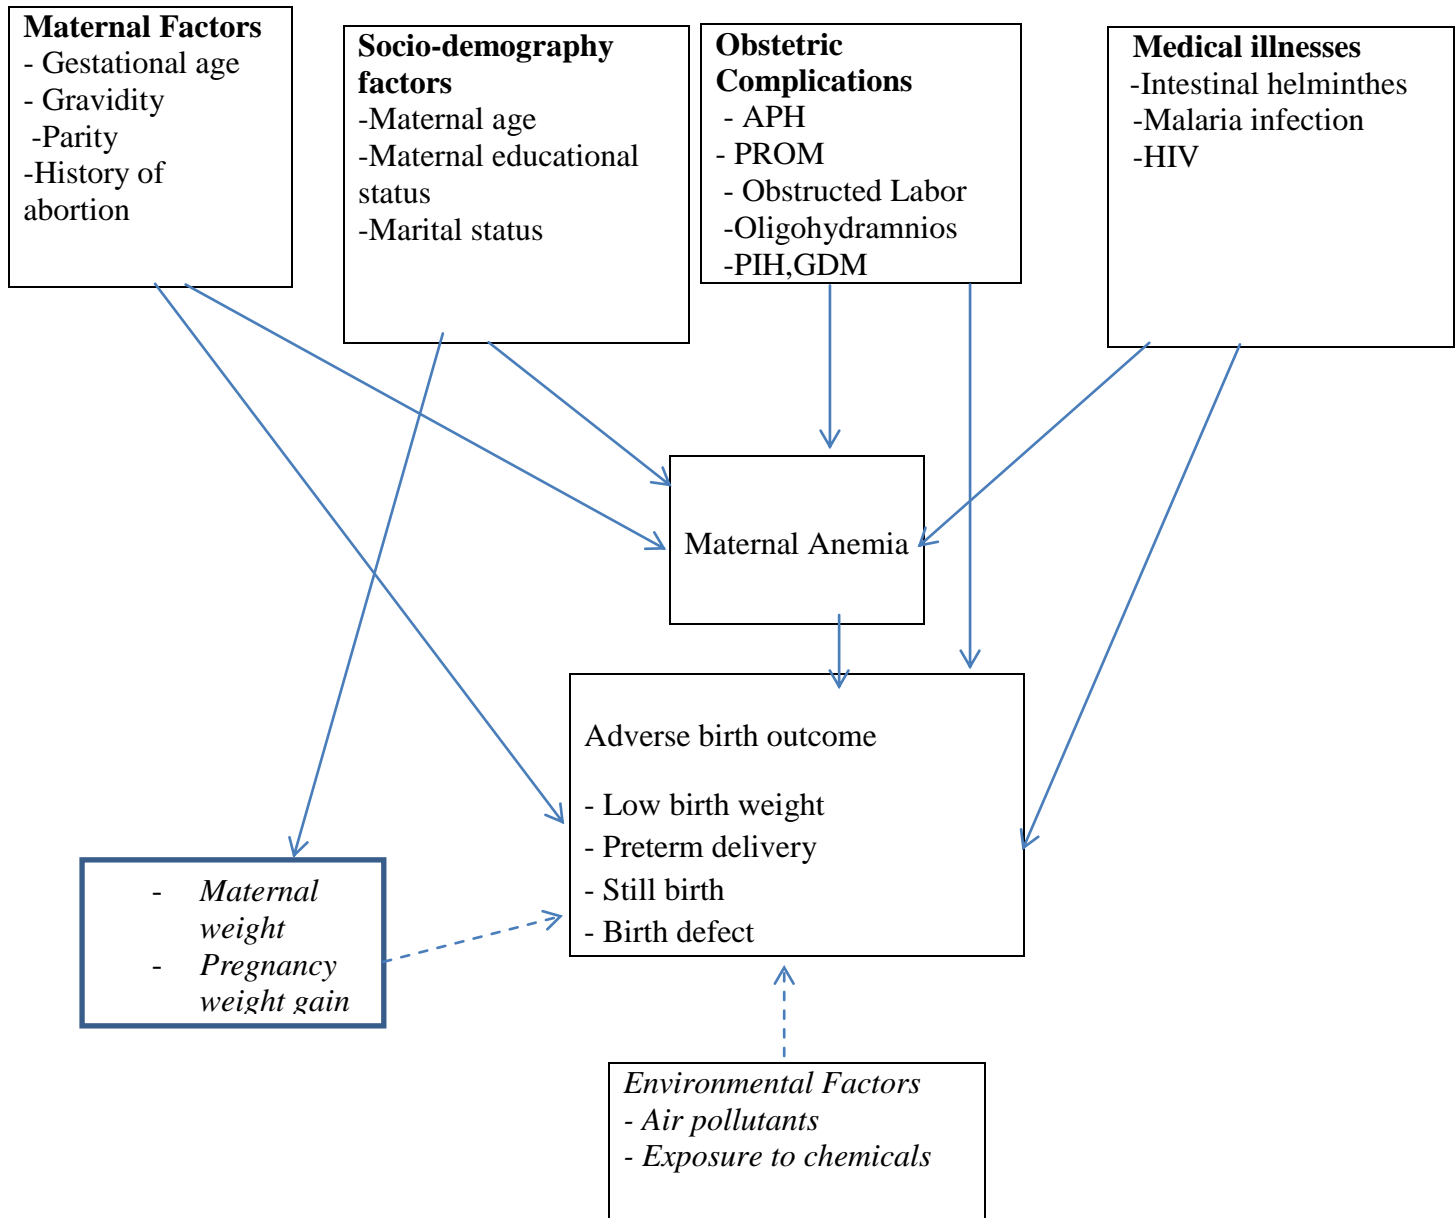 Maternal Factors
- Gestational age
- Gravidity
-Parity
-History of
abortion
Socio-demography
factors
-Maternal age
-Maternal educational
status
-Marital status
Obstetric
Complications
- APH
- PROM
- Obstructed Labor
-Oligohydramnios
-PIH,GDM
Medical illnesses
-Intestinal helminthes
-Malaria infection
-HIV
Maternal Anemia
Adverse birth outcome
- Low birth weight
- Preterm delivery
- Still birth
- Birth defect
- Maternal
weight
- Pregnancy
weight gain
Environmental Factors
- Air pollutants
- Exposure to chemicals